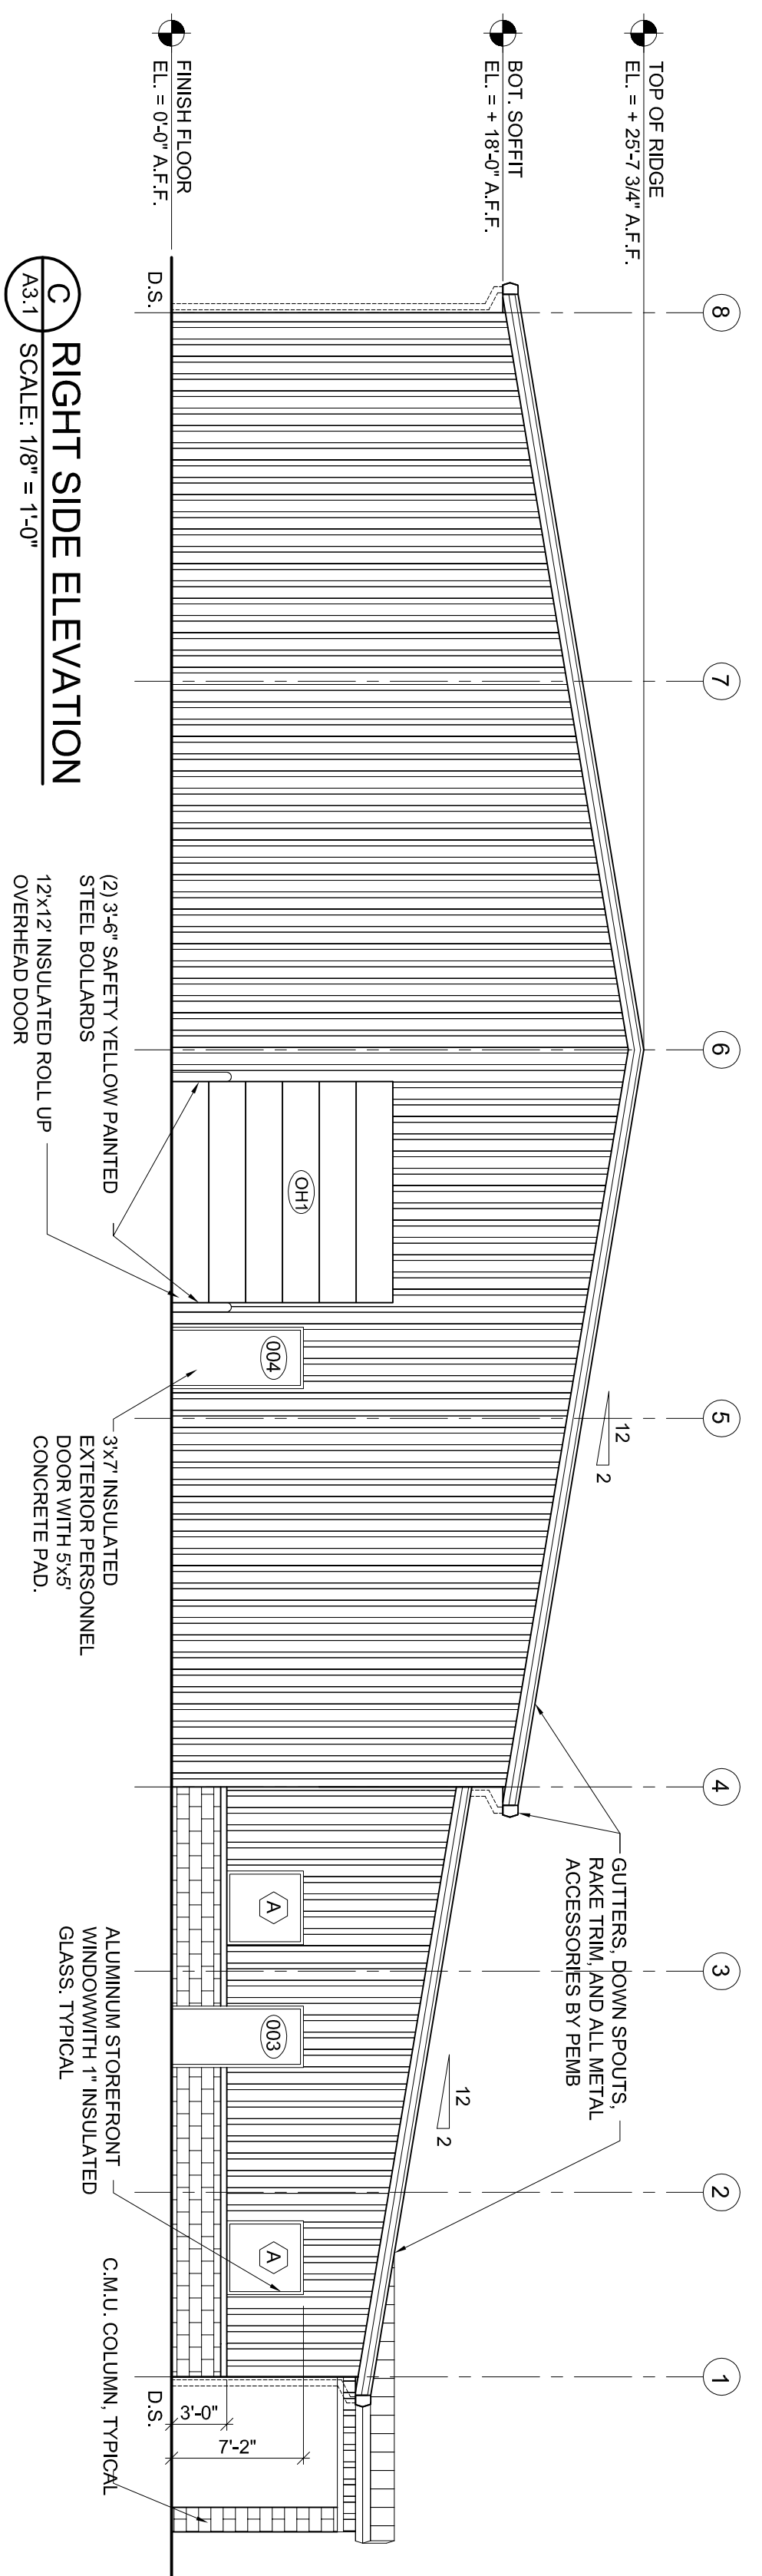 8
7
6
5
4
3
2
1
TOP OF RIDGE
EL. = + 25'-7 3/4" A.F.F.
BOT. SOFFIT
EL. = + 18'-0" A.F.F.
FINISH FLOOR
EL. = 0'-0" A.F.F.
12
2
GUTTERS, DOWN SPOUTS,
RAKE TRIM, AND ALL METAL
ACCESSORIES BY PEMB
12
2
OH1
004
A
003
A
3'-0"
7'-2"
D.S.
D.S.
(2) 3'-6" SAFETY YELLOW PAINTED
STEEL BOLLARDS
12'x12' INSULATED ROLL UP
OVERHEAD DOOR
3'x7' INSULATED
EXTERIOR PERSONNEL
DOOR WITH 5'x5'
CONCRETE PAD.
ALUMINUM STOREFRONT
WINDOWWITH 1" INSULATED
GLASS. TYPICAL
C.M.U. COLUMN, TYPICAL
C
A3.1
RIGHT SIDE ELEVATION
SCALE: 1/8" = 1'-0"